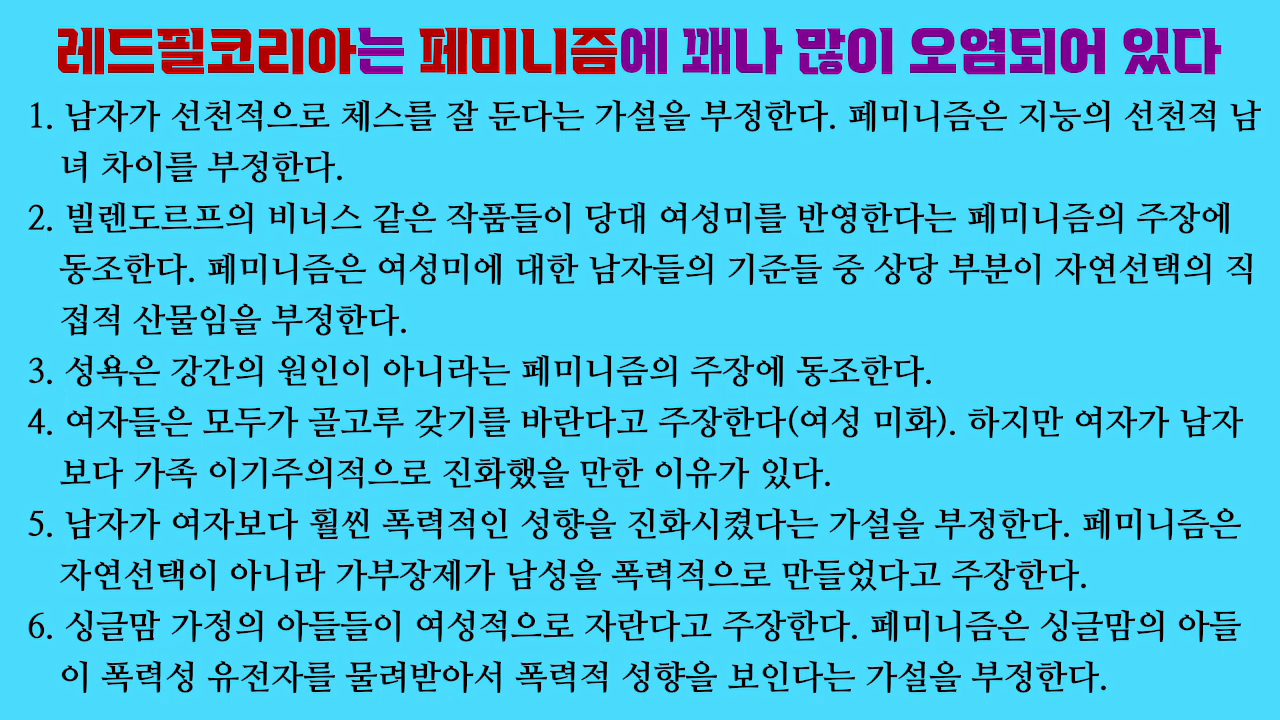 레드필코리아는 페미니즘에 꽤나 많이 오염되어 있다
1. 남자가 선천적으로 체스를 잘 둔다는 가설을 부정한다. 페미니즘은 지능의 선천적 남
녀 차이를 부정한다.
2. 빌렌도르프의 비너스 같은 작품들이 당대 여성미를 반영한다는 페미니즘의 주장에
동조한다. 페미니즘은 여성미에 대한 남자들의 기준들 중 상당 부분이 자연선택의 직
접적 산물임을 부정한다.
3. 성욕은 강간의 원인이 아니라는 페미니즘의 주장에 동조한다.
4. 여자들은 모두가 골고루 갖기를 바란다고 주장한다(여성 미화). 하지만 여자가 남자
보다 가족 이기주의적으로 진화했을 만한 이유가 있다.
5. 남자가 여자보다 훨씬 폭력적인 성향을 진화시켰다는 가설을 부정한다. 페미니즘은
자연선택이 아니라 가부장제가 남성을 폭력적으로 만들었다고 주장한다.
6. 싱글맘 가정의 아들들이 여성적으로 자란다고 주장한다. 페미니즘은 싱글맘의 아들
이 폭력성 유전자를 물려받아서 폭력적 성향을 보인다는 가설을 부정한다.